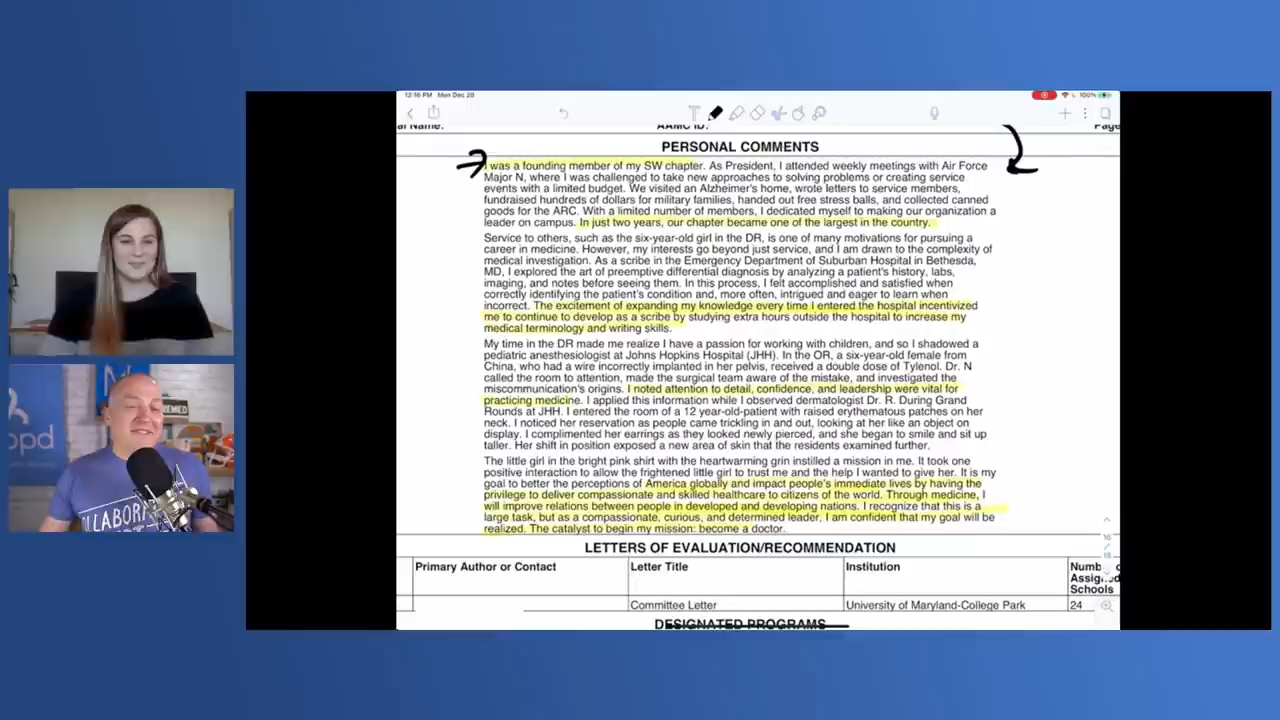 12:16 PM Mon Dec 28
100%
al Name:
AAMC ID:
Page
PERSONAL COMMENTS
I was a founding member of my SW chapter. As President, I attended weekly meetings with Air Force
Major N, where I was challenged to take new approaches to solving problems or creating service
events with a limited budget. We visited an Alzheimer's home, wrote letters to service members,
fundraised hundreds of dollars for military families, handed out free stress balls, and collected canned
goods for the ARC. With a limited number of members, I dedicated myself to making our organization a
leader on campus. In just two years, our chapter became one of the largest in the country.
Service to others, such as the six-year-old girl in the DR, is one of many motivations for pursuing a
career in medicine. However, my interests go beyond just service, and I am drawn to the complexity of
medical investigation. As a scribe in the Emergency Department of Suburban Hospital in Bethesda,
MD, I explored the art of preemptive differential diagnosis by analyzing a patient's history, labs,
imaging, and notes before seeing them. In this process, I felt accomplished and satisfied when
correctly identifying the patient's condition and, more often, intrigued and eager to learn when
incorrect. The excitement of expanding my knowledge every time I entered the hospital incentivized
me to continue to develop as a scribe by studying extra hours outside the hospital to increase my
medical terminology and writing skills.
My time in the DR made me realize I have a passion for working with children, and so I shadowed a
pediatric anesthesiologist at Johns Hopkins Hospital (JHH). In the OR, a six-year-old female from
China, who had a wire incorrectly implanted in her pelvis, received a double dose of Tylenol. Dr. N
called the room to attention, made the surgical team aware of the mistake, and investigated the
miscommunication's origins. I noted attention to detail, confidence, and leadership were vital for
practicing medicine. I applied this information while I observed dermatologist Dr. R. During Grand
Rounds at JHH. I entered the room of a 12 year-old-patient with raised erythematous patches on her
neck. I noticed her reservation as people came trickling in and out, looking at her like an object on
display. I complimented her earrings as they looked newly pierced, and she began to smile and sit up
taller. Her shift in position exposed a new area of skin that the residents examined further.
The little girl in the bright pink shirt with the heartwarming grin instilled a mission in me. It took one
positive interaction to allow the frightened little girl to trust me and the help I wanted to give her. It is my
goal to better the perceptions of America globally and impact people's immediate lives by having the
privilege to deliver compassionate and skilled healthcare to citizens of the world. Through medicine, I
will improve relations between people in developed and developing nations. I recognize that this is a
large task, but as a compassionate, curious, and determined leader, I am confident that my goal will be
realized. The catalyst to begin my mission: become a doctor.
LETTERS OF EVALUATION/RECOMMENDATION
Primary Author or Contact
Letter Title
Institution
Assig
Schools
Committee Letter
University of Maryland-College Park
24
DESIGNATED PROGRAMS